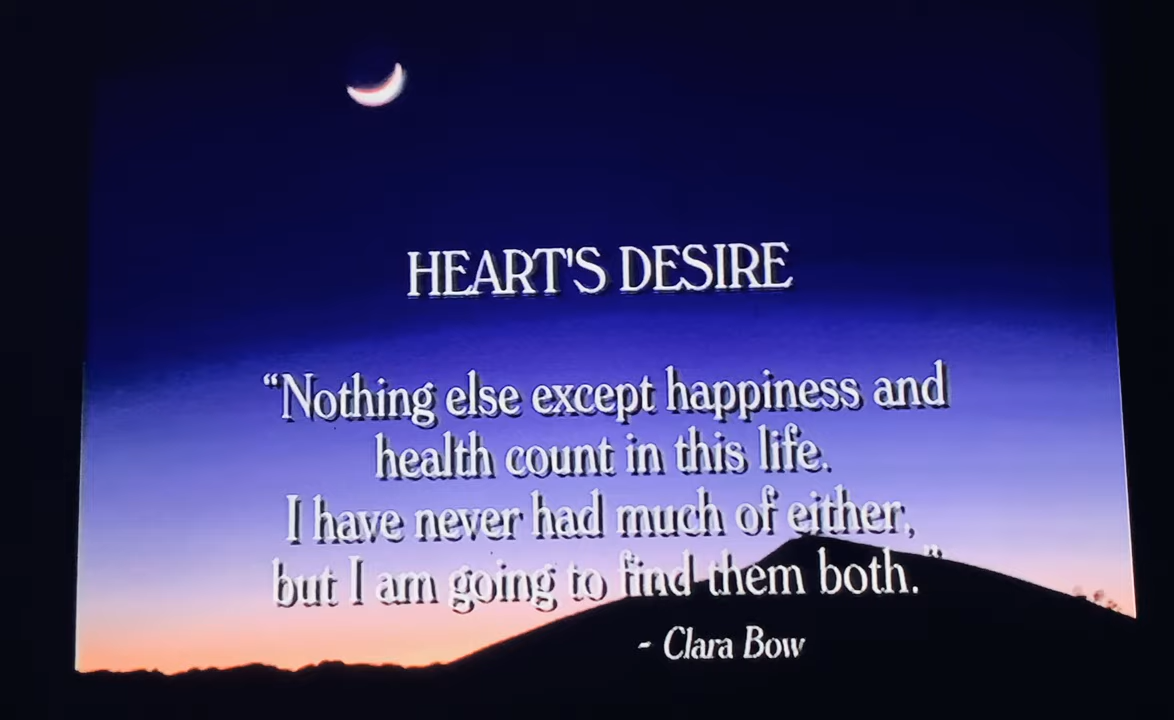 HEART'S DESIRE
“Nothing else except happiness and
health count in this life.
I have never had much of either,
but I am going to find them both.”
- Clara Bow